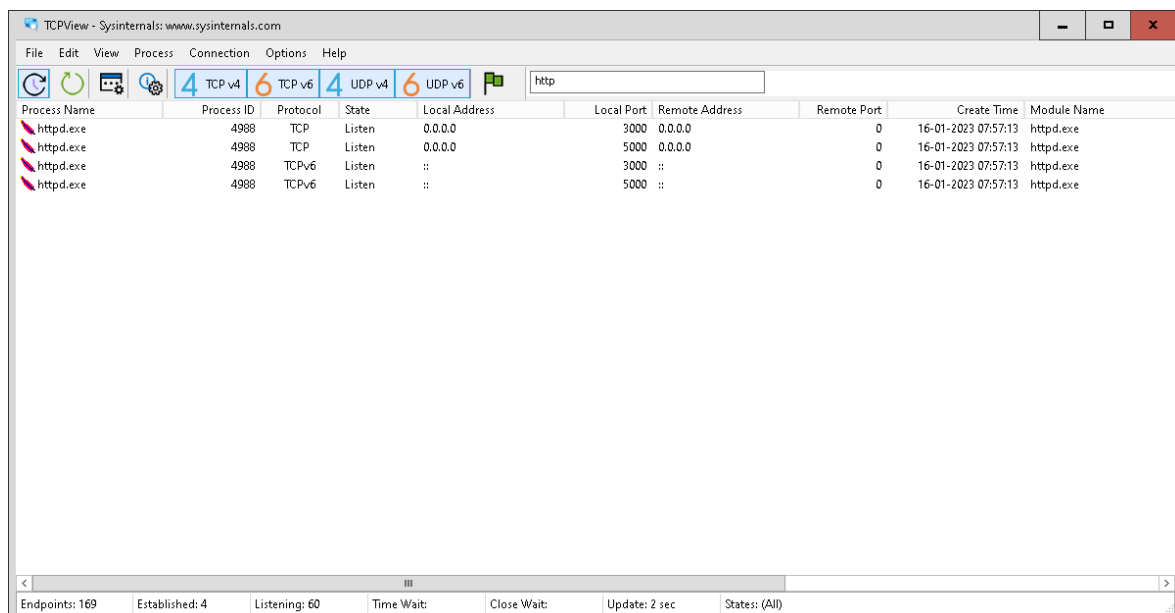 TCPView - Sysinternals: www.sysinternals.com
File Edit View Process Connection Options Help
4 TCP v4 6 TCP v6 4 UDP v4 6 UDP v6 http
Process Name Process ID Protocol State Local Address Local Port Remote Address Remote Port Create Time Module Name
httpd.exe 4988 TCP Listen 0.0.0.0 3000 0.0.0.0 0 16-01-2023 07:57:13 httpd.exe
httpd.exe 4988 TCP Listen 0.0.0.0 5000 0.0.0.0 0 16-01-2023 07:57:13 httpd.exe
httpd.exe 4988 TCPv6 Listen :: 3000 :: 0 16-01-2023 07:57:13 httpd.exe
httpd.exe 4988 TCPv6 Listen :: 5000 :: 0 16-01-2023 07:57:13 httpd.exe
Endpoints: 169 Established: 4 Listening: 60 Time Wait: Close Wait: Update: 2 sec States: (All)